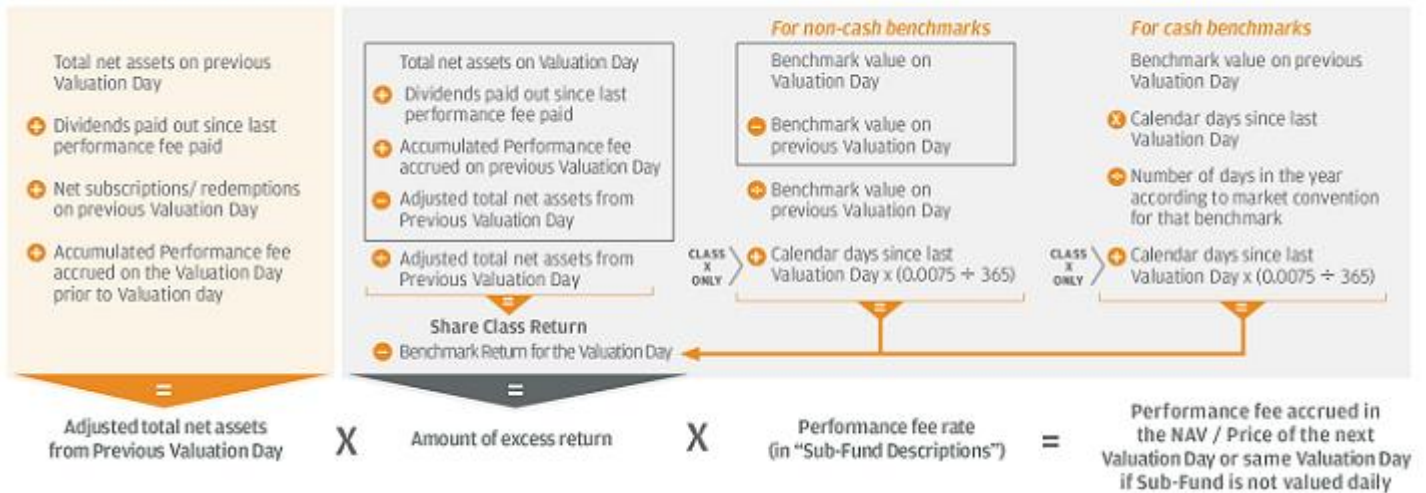 Total net assets on previous
Valuation Day
+ Dividends paid out since last
performance fee paid
+ Net subscriptions/ redemptions
on previous Valuation Day
+ Accumulated Performance fee
accrued on the Valuation Day
prior to Valuation day
=
Adjusted total net assets
from Previous Valuation Day
X
Total net assets on Valuation Day
+ Dividends paid out since last
performance fee paid
+ Accumulated Performance fee
accrued on previous Valuation Day
− Adjusted total net assets from
Previous Valuation Day
÷ Adjusted total net assets from
Previous Valuation Day
=
Share Class Return
− Benchmark Return for the Valuation Day
=
Amount of excess return
For non-cash benchmarks
Benchmark value on
Valuation Day
− Benchmark value on
previous Valuation Day
÷ Benchmark value on
previous Valuation Day
CLASS
X
ONLY
+ Calendar days since last
Valuation Day x (0.0075 ÷ 365)
=
For cash benchmarks
Benchmark value on previous
Valuation Day
x Calendar days since last
Valuation Day
÷ Number of days in the year
according to market convention
for that benchmark
CLASS
X
ONLY
+ Calendar days since last
Valuation Day x (0.0075 ÷ 365)
=
X
Performance fee rate
(in “Sub-Fund Descriptions”)
=
Performance fee accrued in
the NAV / Price of the next
Valuation Day or same Valuation Day
if Sub-Fund is not valued daily